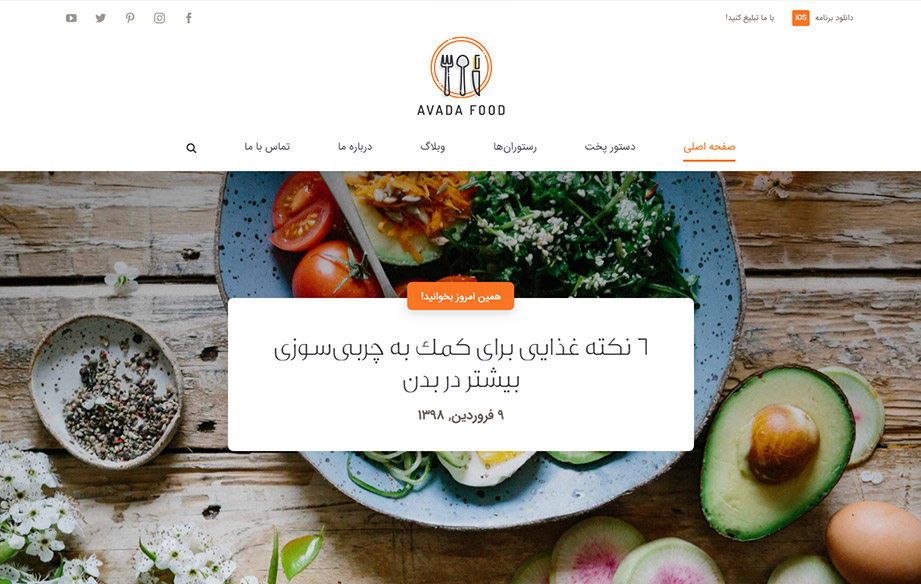 دانلود برنامه iOS با ما تبلیغ کنید!
AVADA FOOD
صفحه اصلی دستور پخت رستوران‌ها وبلاگ درباره ما تماس با ما
همین امروز بخوانید!
۶ نکته غذایی برای کمک به چربی‌سوزی
بیشتر در بدن
۹ فروردین, ۱۳۹۸